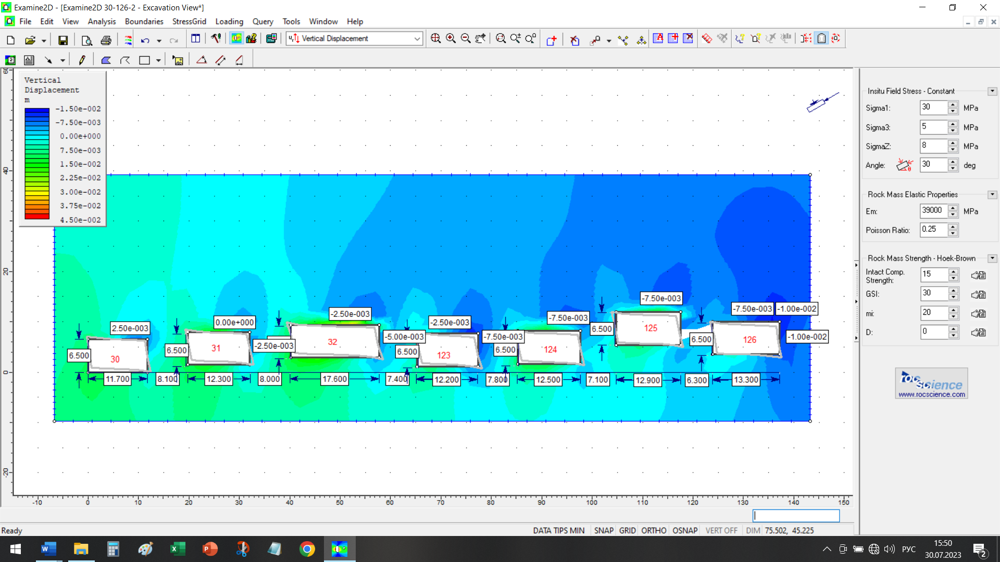 Examine2D - [Examine2D 30-126-2 - Excavation View*]
File Edit View Analysis Boundaries StressGrid Loading Query Tools Window Help
Vertical Displacement
Vertical
Displacement
m
-1.50e-002
-7.50e-003
0.00e+000
7.50e-003
1.50e-002
2.25e-002
3.00e-002
3.75e-002
4.50e-002
60
40
20
0
-20
-7.50e-003
-7.50e-003 -1.00e-002
-2.50e-003
-7.50e-003
0.00e+000
-2.50e-003
2.50e-003
125
6.500
32
-5.00e-003
-7.50e-003
6.500
126
-1.00e-002
-2.50e-003
31
6.500
6.500
124
6.500
6.500
30
123
11.700 8.100 12.300 8.000 17.600 7.400 12.200 7.800 12.500 7.100 12.900 6.300 13.300
-10 0 10 20 30 40 50 60 70 80 90 100 110 120 130 140 150
Insitu Field Stress - Constant
Sigma1: 30 MPa
Sigma3: 5 MPa
SigmaZ: 8 MPa
Angle: θ 30 deg
Rock Mass Elastic Properties
Em: 39000 MPa
Poisson Ratio: 0.25
Rock Mass Strength - Hoek-Brown
Intact Comp.
Strength: 15
GSI: 30
mi: 20
D: 0
rocscience
www.rocscience.com
Ready
DATA TIPS MIN SNAP GRID ORTHO OSNAP VERT OFF DIM 75.502, 45.225
РУС
15:50
30.07.2023
2